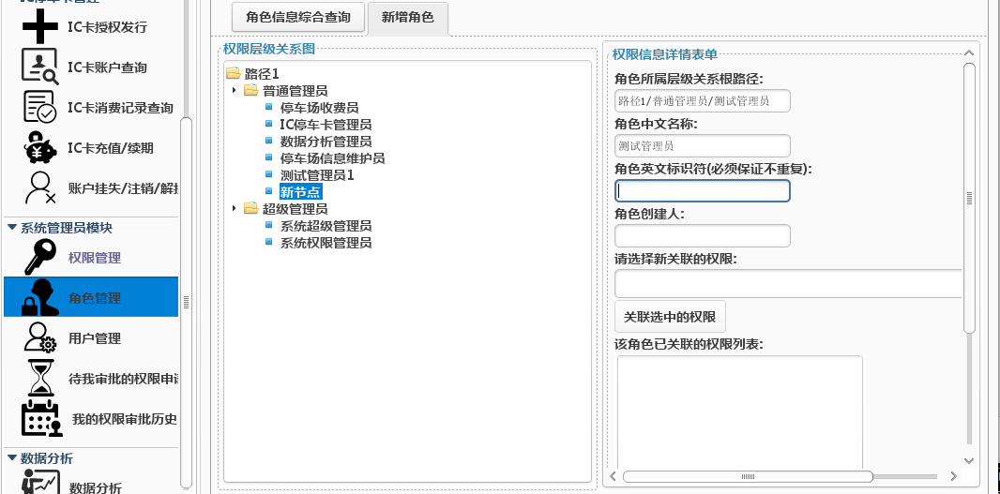 IC停车卡管理
IC卡授权发行
IC卡账户查询
IC卡消费记录查询
IC卡充值/续期
账户挂失/注销/解
系统管理员模块
权限管理
角色管理
用户管理
待我审批的权限申
我的权限审批历史
数据分析
数据分析
角色信息综合查询
新增角色
权限层级关系图
路径1
普通管理员
停车场收费员
IC停车卡管理员
数据分析管理员
停车场信息维护员
测试管理员1
新节点
超级管理员
系统超级管理员
系统权限管理员
权限信息详情表单
角色所属层级关系根路径:
路径1/普通管理员/测试管理员
角色中文名称:
测试管理员
角色英文标识符(必须保证不重复):
角色创建人:
请选择新关联的权限:
关联选中的权限
该角色已关联的权限列表: